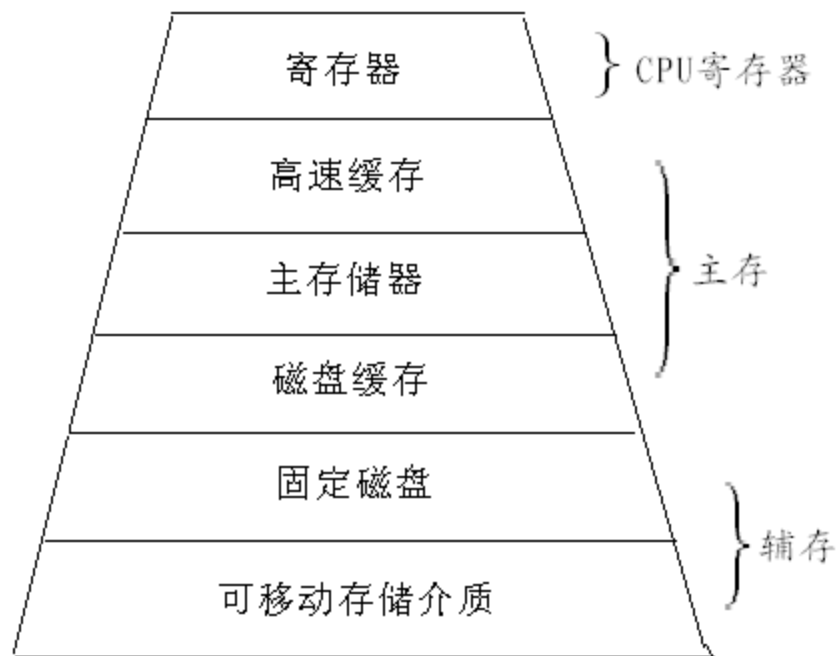 寄存器
CPU寄存器
高速缓存
主存储器
主存
磁盘缓存
固定磁盘
辅存
可移动存储介质